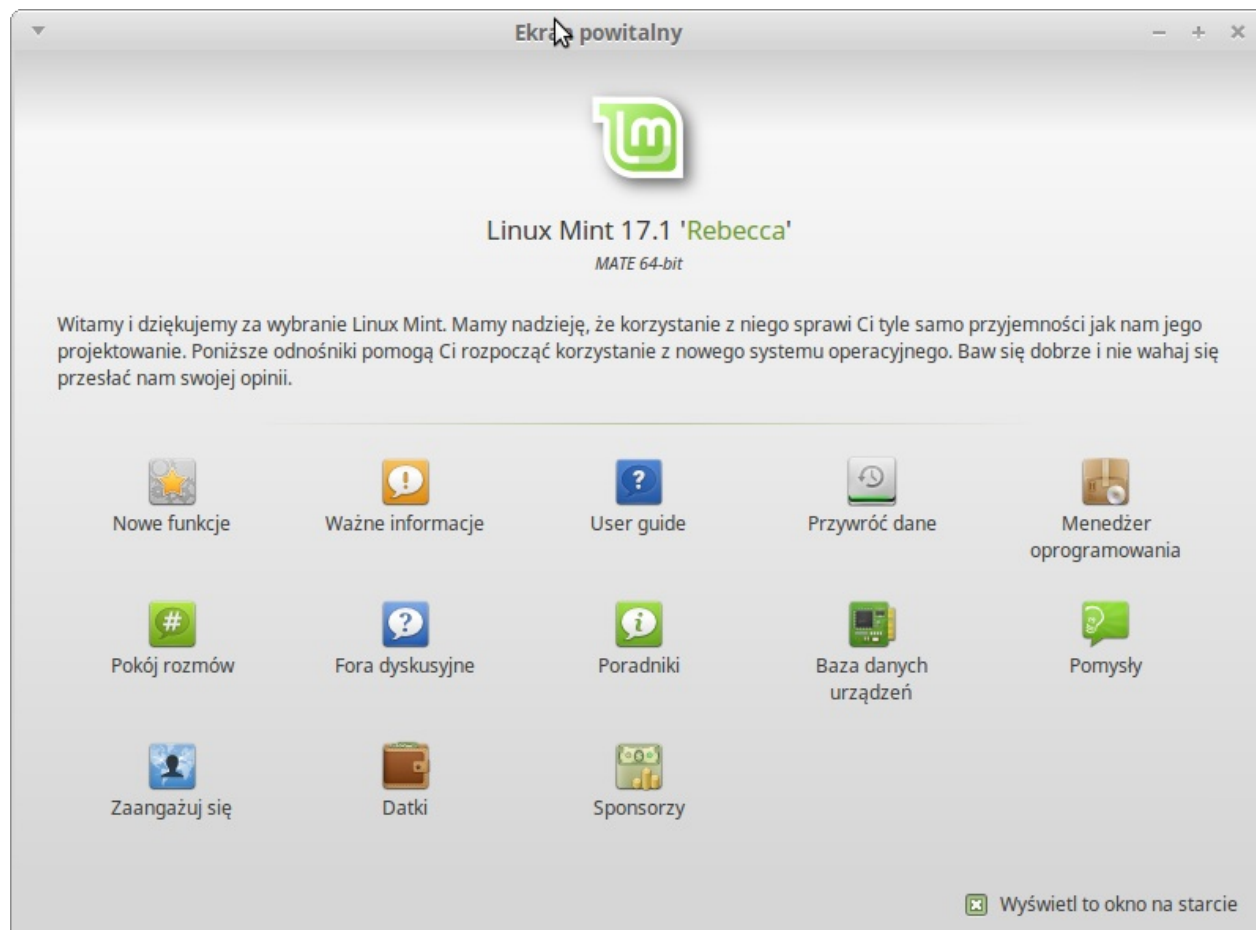 Ekran powitalny
Linux Mint 17.1 'Rebecca'
MATE 64-bit
Witamy i dziękujemy za wybranie Linux Mint. Mamy nadzieję, że korzystanie z niego sprawi Ci tyle samo przyjemności jak nam jego
projektowanie. Poniższe odnośniki pomogą Ci rozpocząć korzystanie z nowego systemu operacyjnego. Baw się dobrze i nie wahaj się
przesłać nam swojej opinii.
Nowe funkcje
Ważne informacje
User guide
Przywróć dane
Menedżer
oprogramowania
Pokój rozmów
Fora dyskusyjne
Poradniki
Baza danych
urządzeń
Pomysły
Zaangażuj się
Datki
Sponsorzy
Wyświetl to okno na starcie